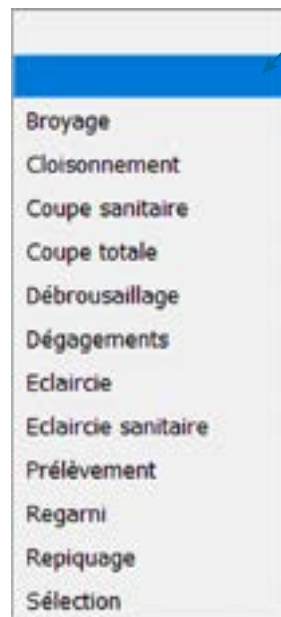 Broyage
Cloisonnement
Coupe sanitaire
Coupe totale
Débrousaillage
Dégagements
Eclaircie
Eclaircie sanitaire
Prélèvement
Regarni
Repiquage
Sélection